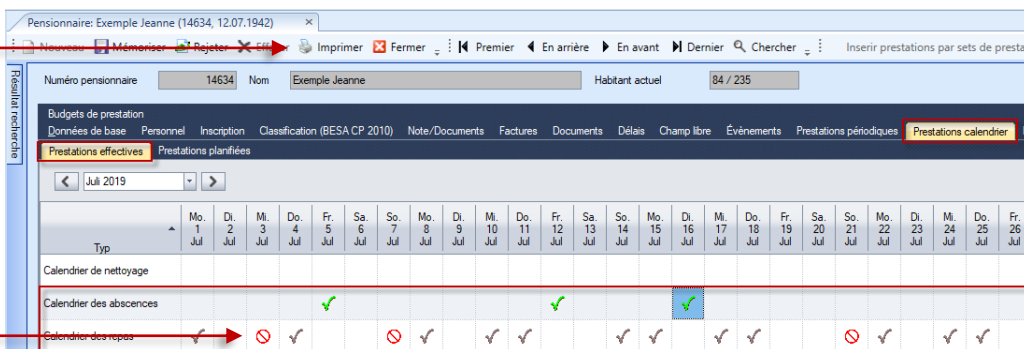 Pensionnaire: Exemple Jeanne (14634, 12.07.1942) ×
Nouveau Mémoriser Rejeter Imprimer Fermer Premier En arrière En avant Dernier Chercher Inserir prestations par sets de presta
Résultat recherche
Numéro pensionnaire 14634 Nom Exemple Jeanne Habitant actuel 84 / 235
Budgets de prestation
Données de base Personnel Inscription Classification (BESA CP 2010) Note/Documents Factures Documents Délais Champ libre Évènements Prestations périodiques Prestations calendrier
Prestations effectives Prestations planifiées
Juli 2019
Mo. Di. Mi. Do. Fr. Sa. So. Mo. Di. Mi. Do. Fr. Sa. So. Mo. Di. Mi. Do. Fr. Sa. So. Mo. Di. Mi. Do. Fr.
1 2 3 4 5 6 7 8 9 10 11 12 13 14 15 16 17 18 19 20 21 22 23 24 25 26
Typ Jul Jul Jul Jul Jul Jul Jul Jul Jul Jul Jul Jul Jul Jul Jul Jul Jul Jul Jul Jul Jul Jul Jul Jul Jul Jul
Calendrier de nettoyage
Calendrier des abscences
Calendrier des repas